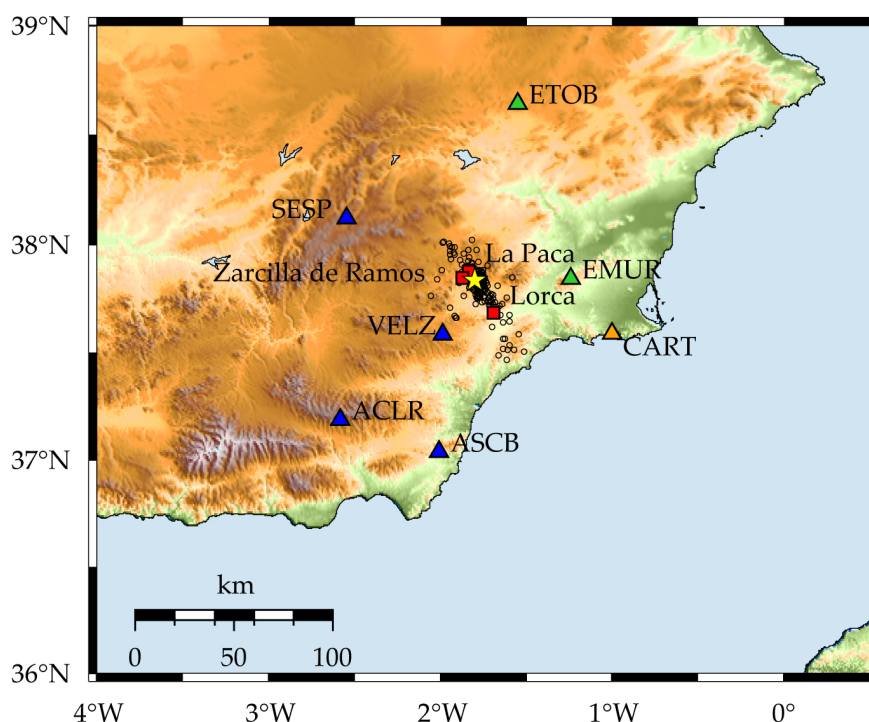 39°N
ETOB
SESP
38°N
La Paca
Zarcilla de Ramos
EMUR
Lorca
VELZ
CART
ACLR
ASCB
37°N
km
0 50 100
36°N
4°W 3°W 2°W 1°W 0°